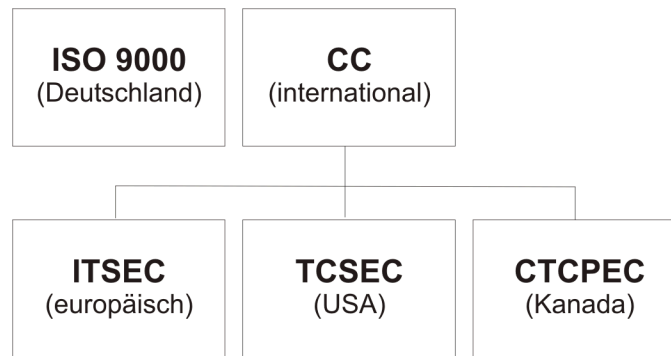 ISO 9000
(Deutschland)
CC
(international)
ITSEC
(europäisch)
TCSEC
(USA)
CTCPEC
(Kanada)